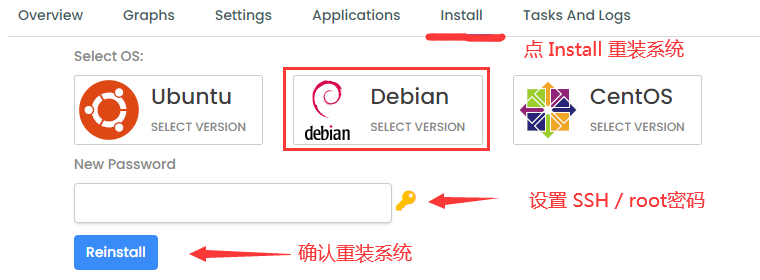 Overview Graphs Settings Applications Install Tasks And Logs
点 Install 重装系统
Select OS:
Ubuntu
SELECT VERSION
debian
Debian
SELECT VERSION
CentOS
SELECT VERSION
New Password
设置 SSH / root密码
Reinstall
确认重装系统